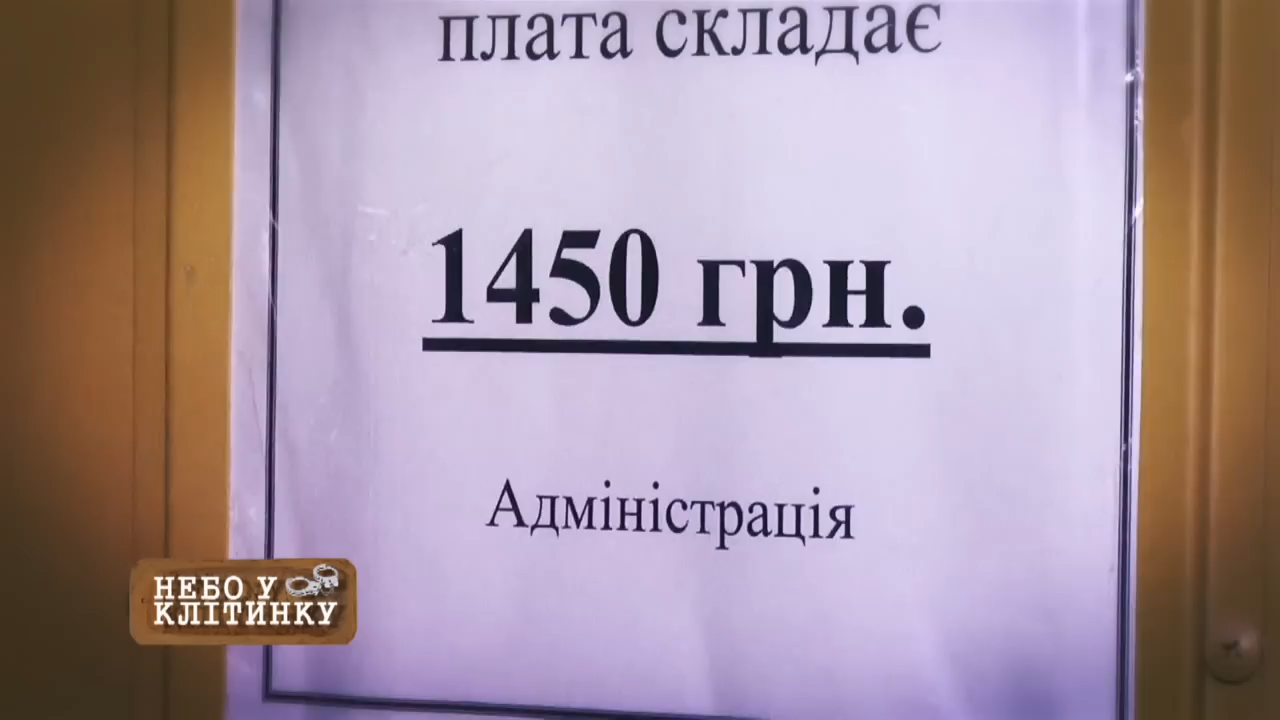 плата складає
1450 грн.
Адміністрація
НЕБО У
КЛІТИНКУ